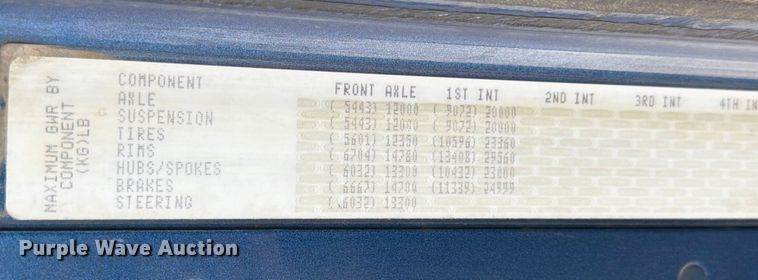 MAXIMUM GWR BY
COMPONENT
(KG)LB
COMPONENT FRONT AXLE 1ST INT 2ND INT 3RD INT 4TH IN
AXLE ( 5443) 12000 ( 9072) 20000
SUSPENSION ( 5443) 12000 ( 9072) 20000
TIRES ( 5601) 12350 (10596) 23360
RIMS ( 6704) 14780 (13408) 29560
HUBS/SPOKES ( 6032) 13300 (10432) 23000
BRAKES ( 6667) 14700 (11339) 24999
STEERING ( 6032) 13300
Purple Wave Auction